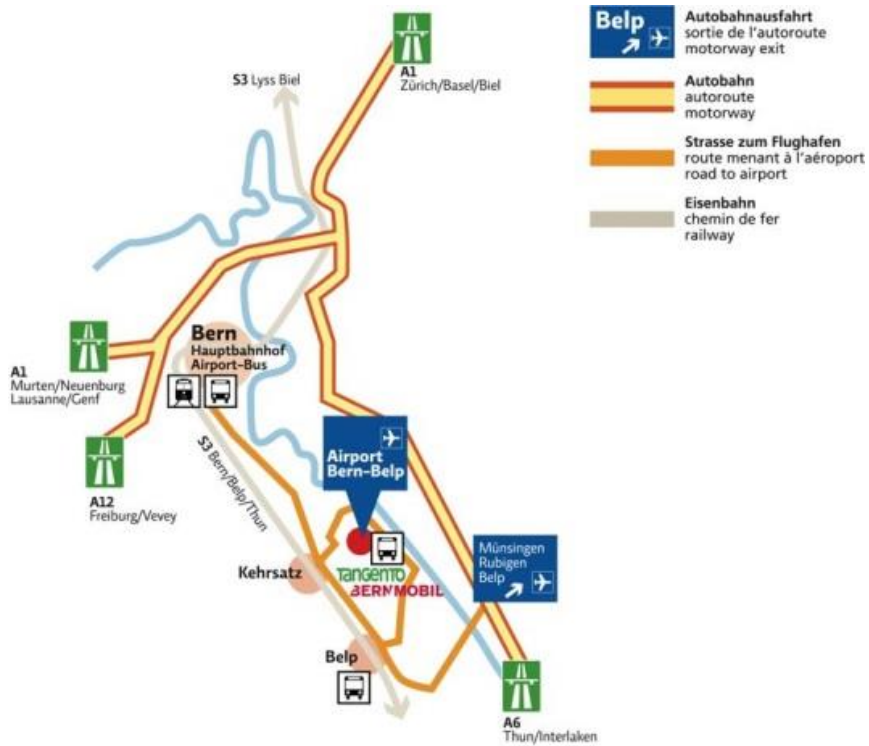 A1
Zürich/Basel/Biel
S3 Lyss Biel
Belp
Autobahnausfahrt
sortie de l'autoroute
motorway exit
Autobahn
autoroute
motorway
Strasse zum Flughafen
route menant à l'aéroport
road to airport
Eisenbahn
chemin de fer
railway
Bern
Hauptbahnhof
Airport-Bus
A1
Murten/Neuenburg
Lausanne/Genf
A12
Freiburg/Vevey
S3 Bern/Belp/Thun
Airport
Bern-Belp
Kehrsatz
TANGENTO
BERNMOBIL
Münsingen
Rubigen
Belp
Belp
A6
Thun/Interlaken